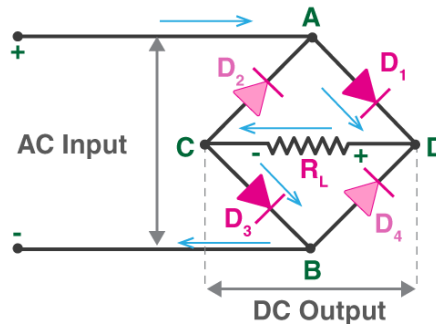 A
+
D2
D1
AC Input
C
-
+
D
RL
D3
D4
-
B
DC Output